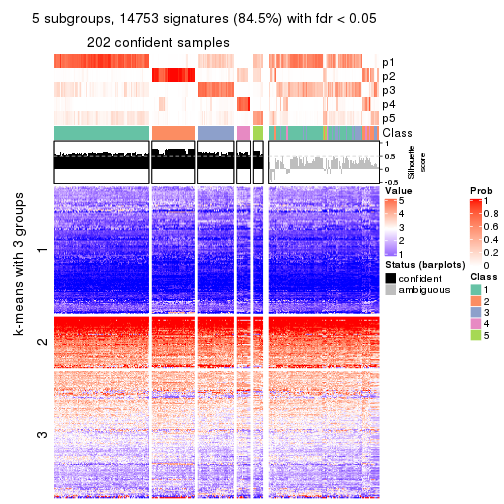 5 subgroups, 14753 signatures (84.5%) with fdr < 0.05
202 confident samples
p1
p2
p3
p4
p5
Class
1
0.5
0
-0.5
Silhouette
score
k-means with 3 groups
1
2
3
Value
5
4
3
2
1
Status (barplots)
confident
ambiguous
Prob
1
0.8
0.6
0.4
0.2
0
Class
1
2
3
4
5